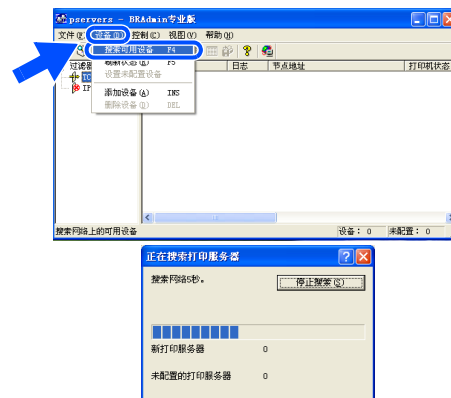 pservers - BRAdmin专业版
文件(F) 设备(D) 控制(C) 视图(V) 帮助(H)
搜索可用设备 F4
过滤器 日志 节点地址 打印机状态
刷新状态(R) F5
TC
设置未配置设备
IP
添加设备(A) INS
删除设备(D) DEL
搜索网络上的可用设备 设备: 0 未配置: 0
正在搜索打印服务器
搜索网络5秒。 停止搜索(S)
新打印服务器 0
未配置的打印服务器 0